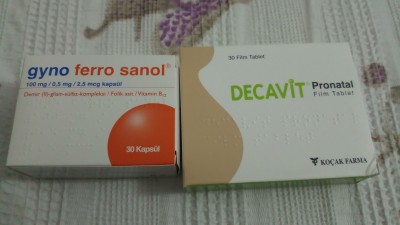 gyno ferro sanol®
100 mg / 0,5 mg / 2,5 mcg kapsül
Demir (II)-glisin-sülfat-kompleksi / Folik asit / Vitamin B12
30 Kapsül
30 Film Tablet
DECAVİT® Pronatal
Film Tablet
KOÇAK FARMA